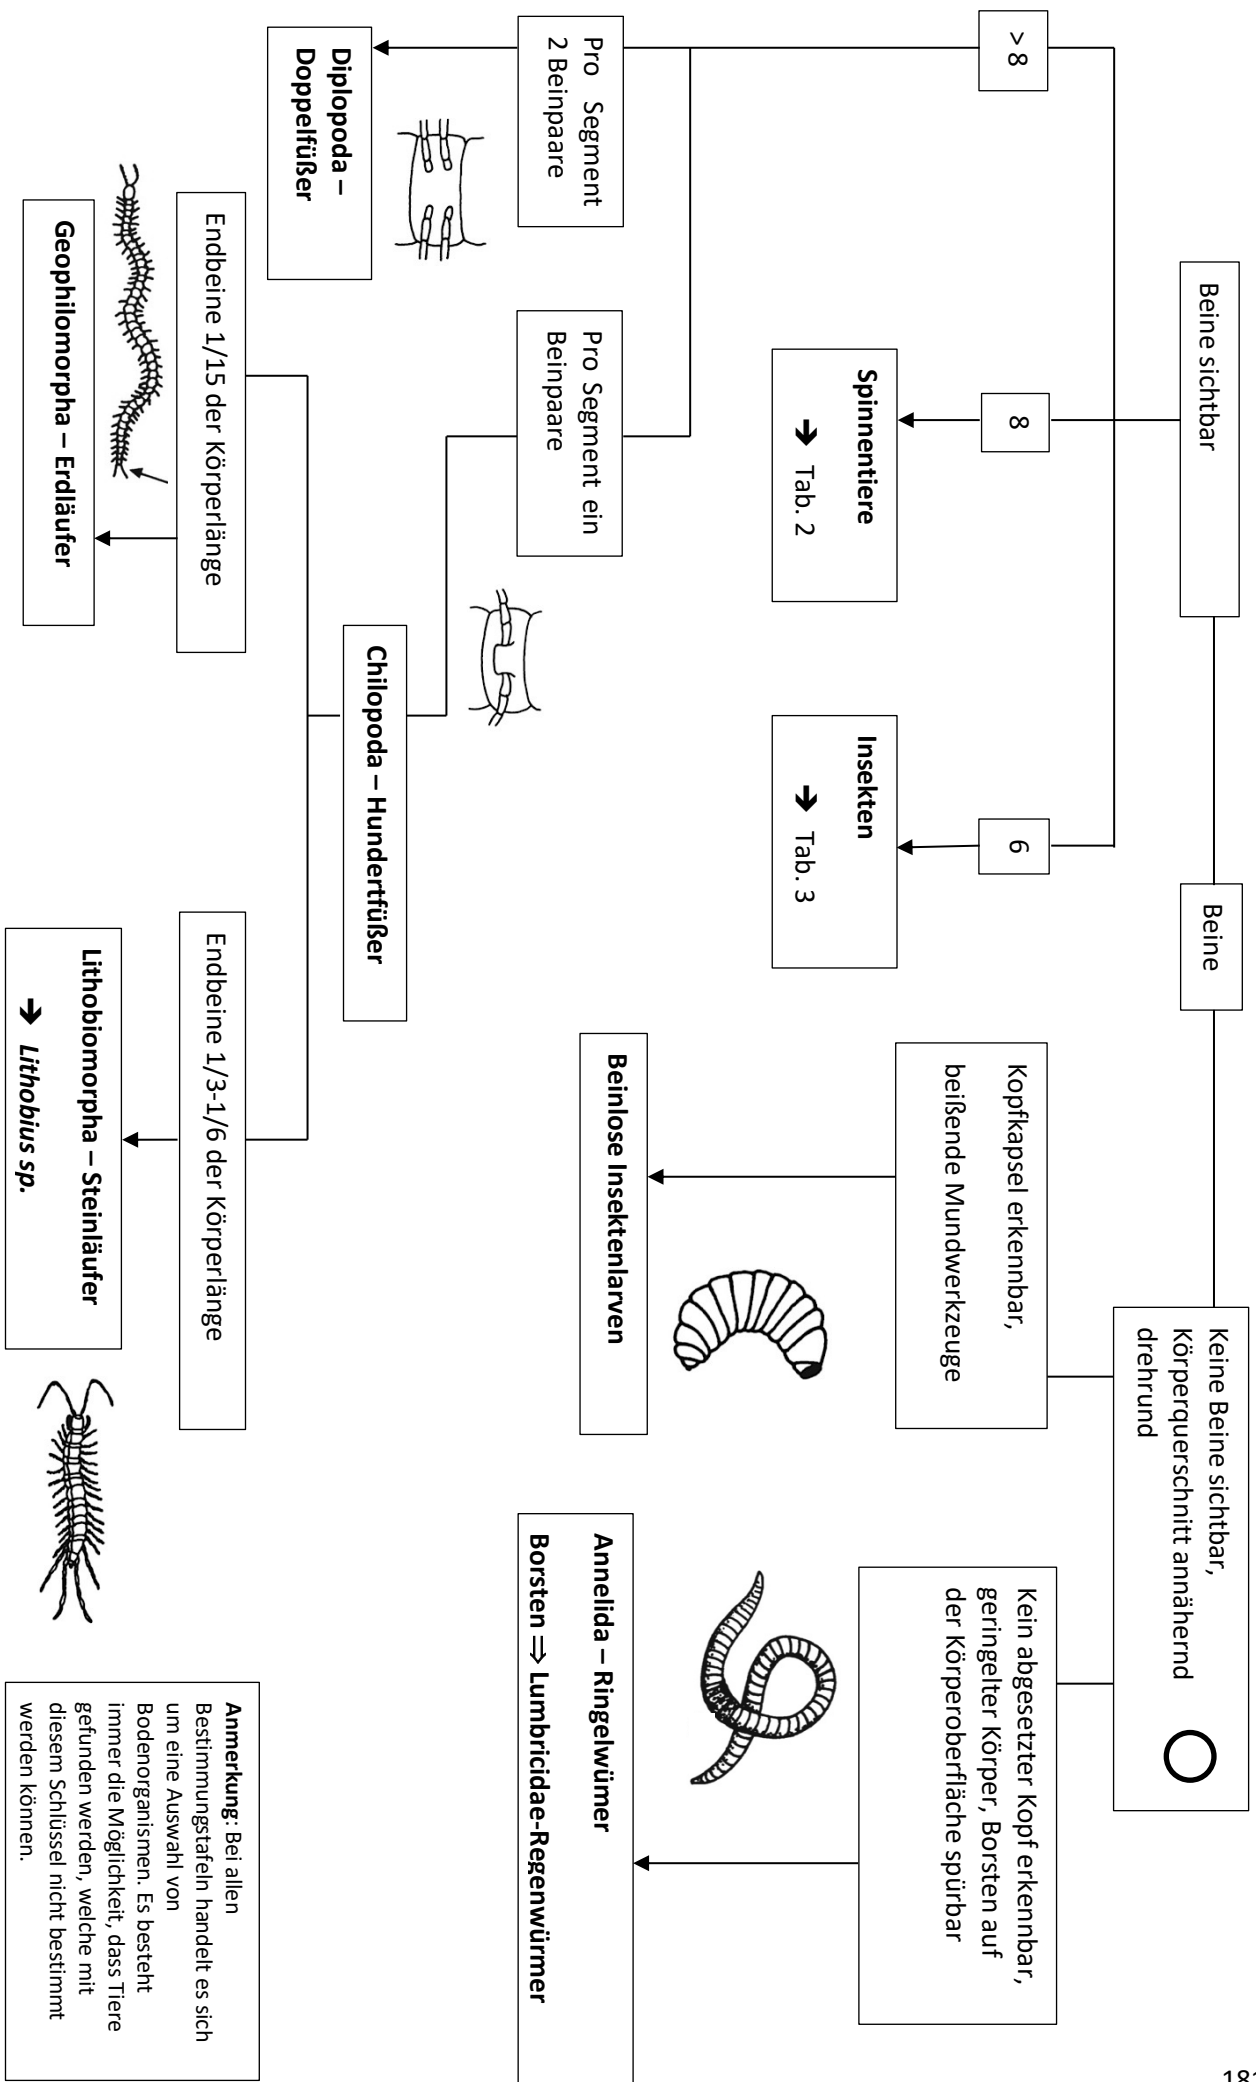 Beine
Beine sichtbar
Keine Beine sichtbar,
Körperquerschnitt annähernd
drehrund
> 8
8
6
Kopfkapsel erkennbar,
beißende Mundwerkzeuge
Kein abgesetzter Kopf erkennbar,
geringelter Körper, Borsten auf
der Körperoberfläche spürbar
Spinnentiere
➔ Tab. 2
Insekten
➔ Tab. 3
Pro Segment
2 Beinpaare
Pro Segment ein
Beinpaare
Beinlose Insektenlarven
Annelida – Ringelwürmer
Borsten ⇒ Lumbricidae-Regenwürmer
Diplopoda –
Doppelfüßer
Chilopoda – Hundertfüßer
Endbeine 1/15 der Körperlänge
Endbeine 1/3-1/6 der Körperlänge
Geophilomorpha – Erdläufer
Lithobiomorpha – Steinläufer
➔ Lithobius sp.
Anmerkung: Bei allen
Bestimmungstafeln handelt es sich
um eine Auswahl von
Bodenorganismen. Es besteht
immer die Möglichkeit, dass Tiere
gefunden werden, welche mit
diesem Schlüssel nicht bestimmt
werden können.